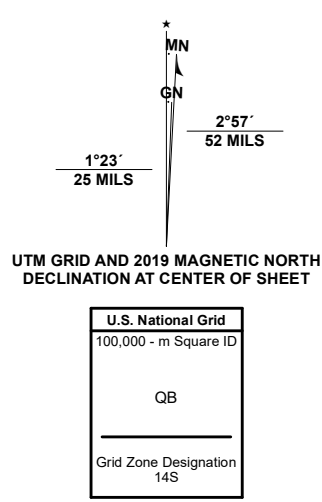 MN
GN
2°57´
52 MILS
1°23´
25 MILS
UTM GRID AND 2019 MAGNETIC NORTH
DECLINATION AT CENTER OF SHEET
U.S. National Grid
100,000 - m Square ID
QB
Grid Zone Designation
14S